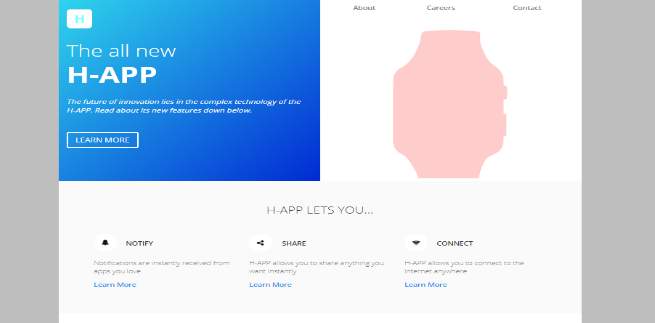 About Careers Contact
H
The all new
H-APP
The future of innovation lies in the complex technology of the
H-APP. Read about its new features down below.
LEARN MORE
H-APP LETS YOU...
NOTIFY
Notifications are instantly received from
apps you love
Learn More
SHARE
H-APP allows you to share anything you
want instantly
Learn More
CONNECT
H-APP allows you to connect to the
internet anywhere
Learn More